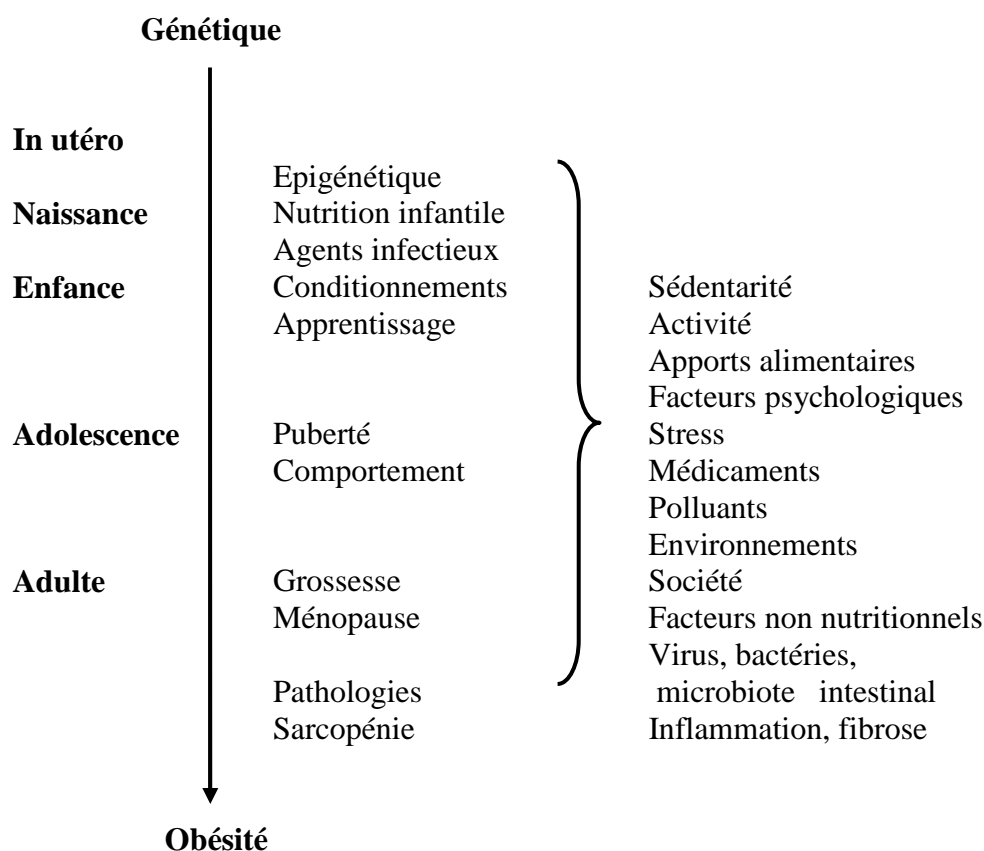 Génétique
In utéro
Epigénétique
Naissance Nutrition infantile
Agents infectieux
Enfance Conditionnements Sédentarité
Apprentissage Activité
Apports alimentaires
Facteurs psychologiques
Adolescence Puberté Stress
Comportement Médicaments
Polluants
Environnements
Adulte Grossesse Société
Ménopause Facteurs non nutritionnels
Virus, bactéries,
Pathologies microbiote intestinal
Sarcopénie Inflammation, fibrose
Obésité